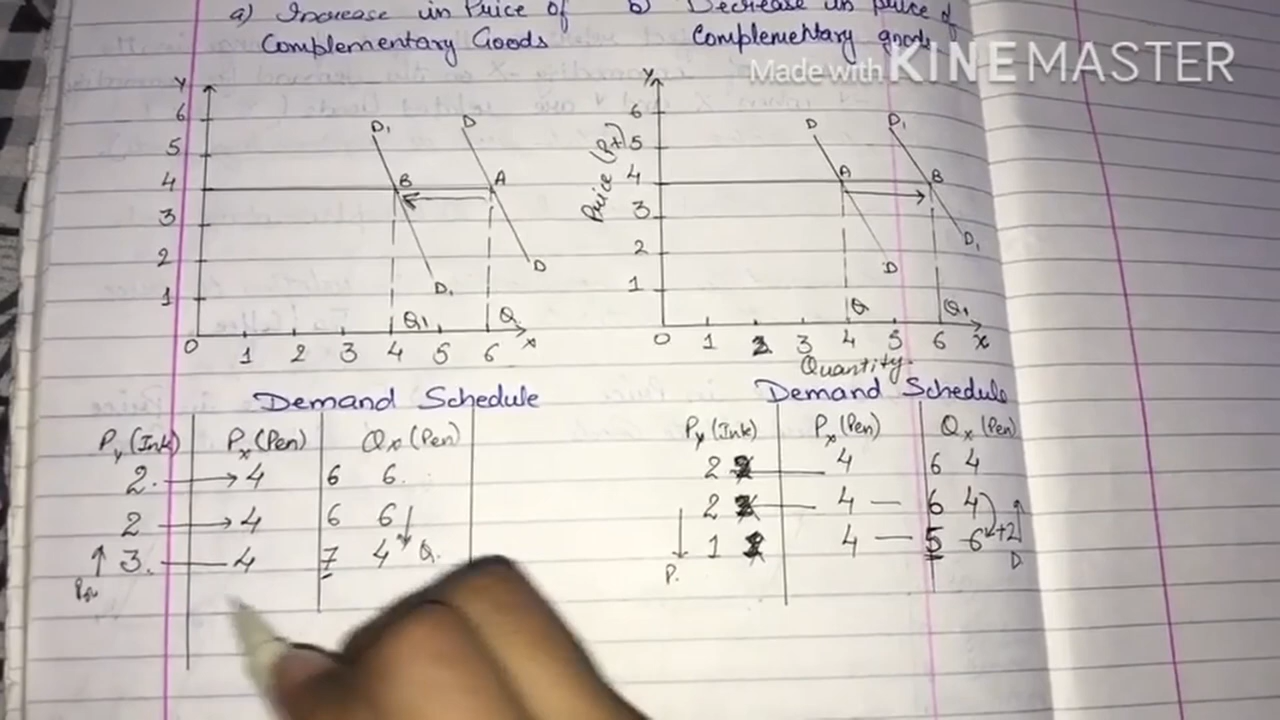 a) Increase in Price of
Complementary Goods
b) Decrease in price of
Complementary goods
Made with KINEMASTER
Y
6
5
4
3
2
1
0
1 2 3 4 5 6 x
D1
D
B
A
D1
D
Q1
Q
Y
Price (Px)
6
5
4
3
2
1
0
1 2 3 4 5 6 x
D
D1
A
B
D
D1
Q
Q1
Quantity
Demand Schedule
Py (Ink) Px (Pen) Qx (Pen)
2 4 6 6
2 4 6 6
3 4 7 4 Q
Demand Schedule
Py (Ink) Px (Pen) Qx (Pen)
2 4 6 4
2 4 6 4
1 4 5 6 +2
P.
D